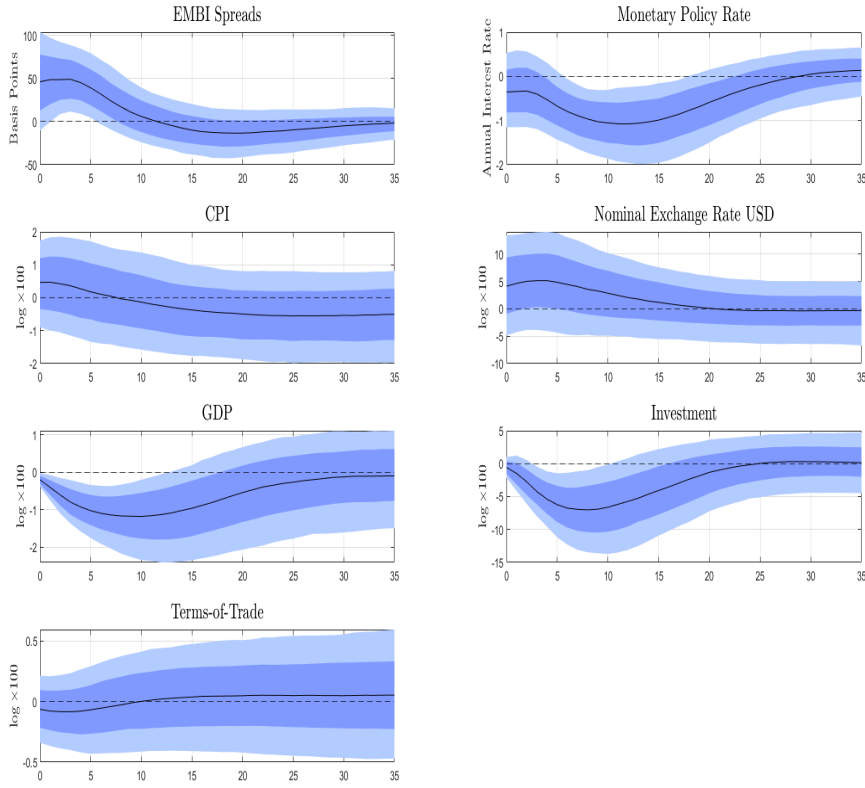 EMBI Spreads
Basis Points
100
50
0
-50
0 5 10 15 20 25 30 35
Monetary Policy Rate
Annual Interest Rate
1
0
-1
-2
0 5 10 15 20 25 30 35
CPI
log ×100
2
1
0
-1
-2
0 5 10 15 20 25 30 35
Nominal Exchange Rate USD
log ×100
10
5
0
-5
-10
0 5 10 15 20 25 30 35
GDP
log ×100
1
0
-1
-2
0 5 10 15 20 25 30 35
Investment
log ×100
5
0
-5
-10
-15
0 5 10 15 20 25 30 35
Terms-of-Trade
log ×100
0.5
0
-0.5
0 5 10 15 20 25 30 35